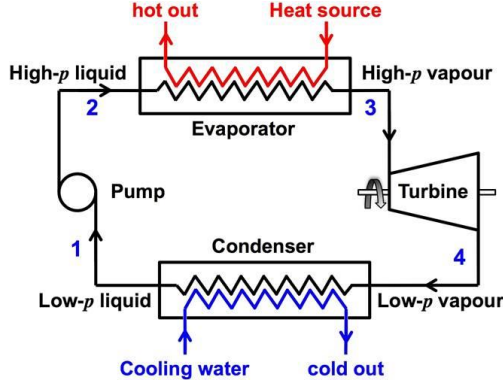 hot out
Heat source
High-p liquid
High-p vapour
2
3
Evaporator
Pump
Turbine
1
Condenser
4
Low-p liquid
Low-p vapour
Cooling water
cold out